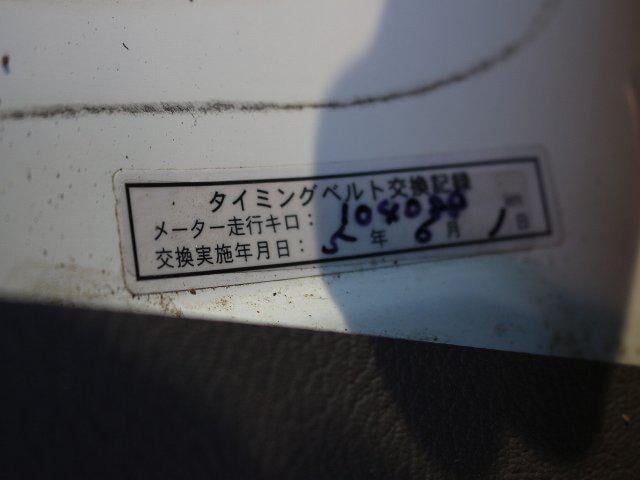 タイミングベルト交換記録
メーター走行キロ： 104000 km
交換実施年月日： 5年 6月 1日